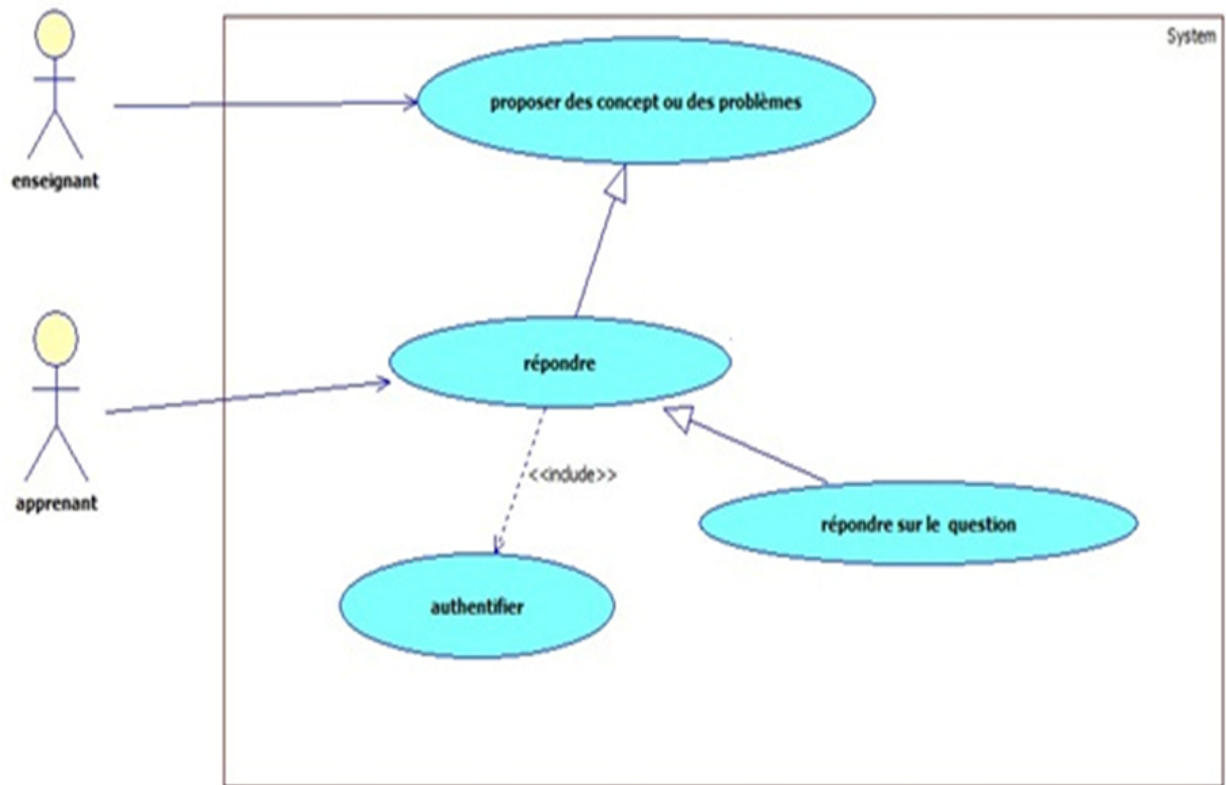 System
proposer des concept ou des problèmes
enseignant
répondre
apprenant
<<include>>
répondre sur le question
authentifier